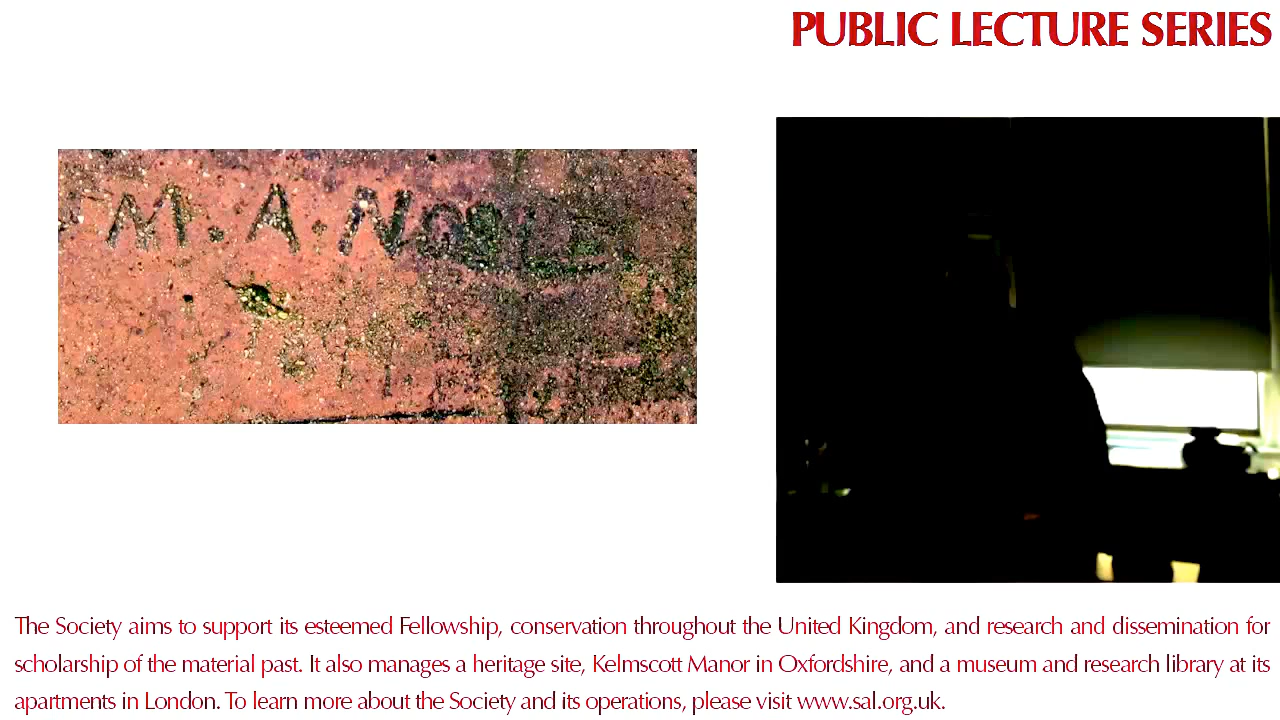 PUBLIC LECTURE SERIES
M. A. Noel
The Society aims to support its esteemed Fellowship, conservation throughout the United Kingdom, and research and dissemination for
scholarship of the material past. It also manages a heritage site, Kelmscott Manor in Oxfordshire, and a museum and research library at its
apartments in London. To learn more about the Society and its operations, please visit www.sal.org.uk.